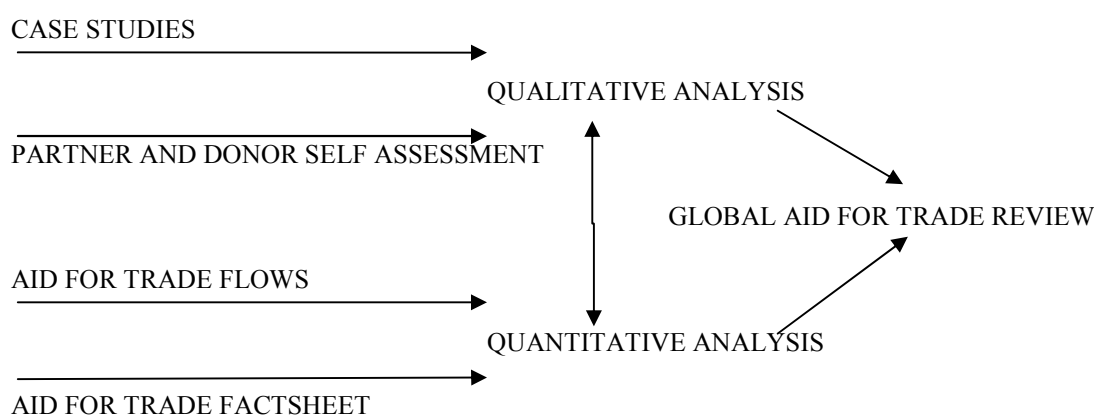 CASE STUDIES
QUALITATIVE ANALYSIS
PARTNER AND DONOR SELF ASSESSMENT
GLOBAL AID FOR TRADE REVIEW
AID FOR TRADE FLOWS
QUANTITATIVE ANALYSIS
AID FOR TRADE FACTSHEET